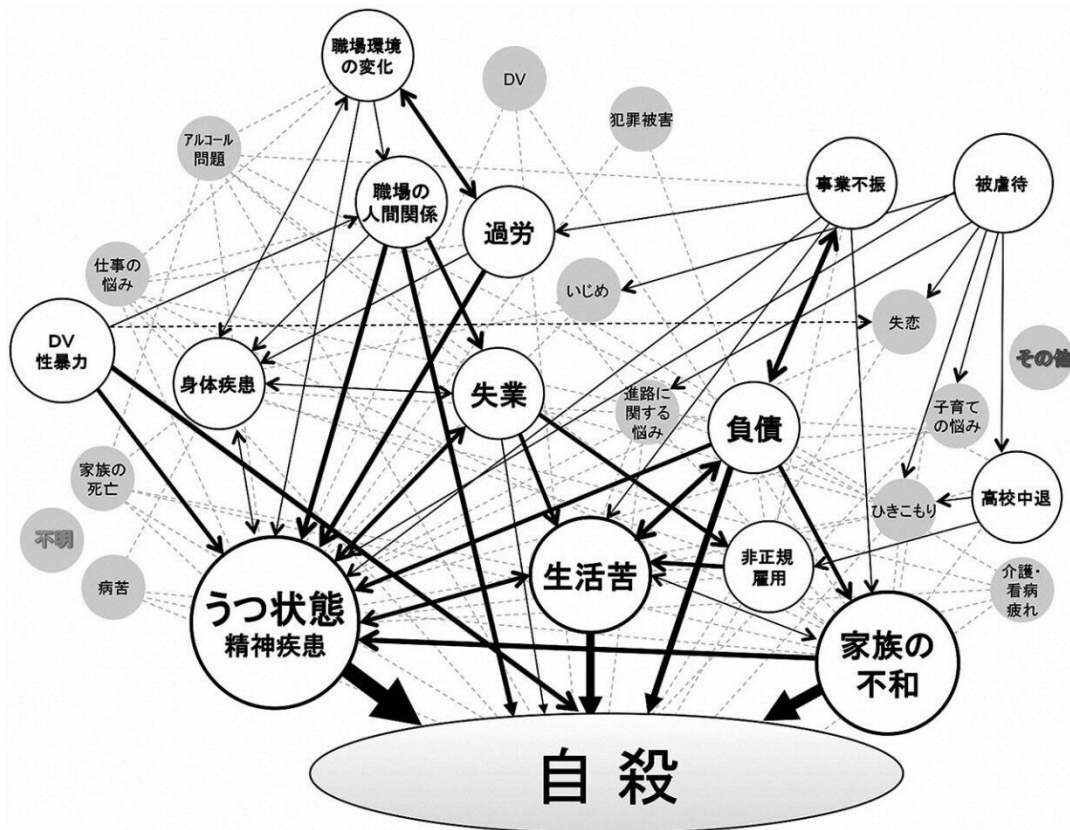 職場環境
の変化
DV
犯罪被害
アルコール
問題
職場の
人間関係
過労
事業不振
被虐待
仕事の
悩み
いじめ
失恋
DV
性暴力
その他
身体疾患
失業
進路に
関する
悩み
負債
子育て
の悩み
家族の
死亡
ひきこもり
高校中退
不明
病苦
うつ状態
精神疾患
生活苦
非正規
雇用
介護・
看病
疲れ
家族の
不和
自殺